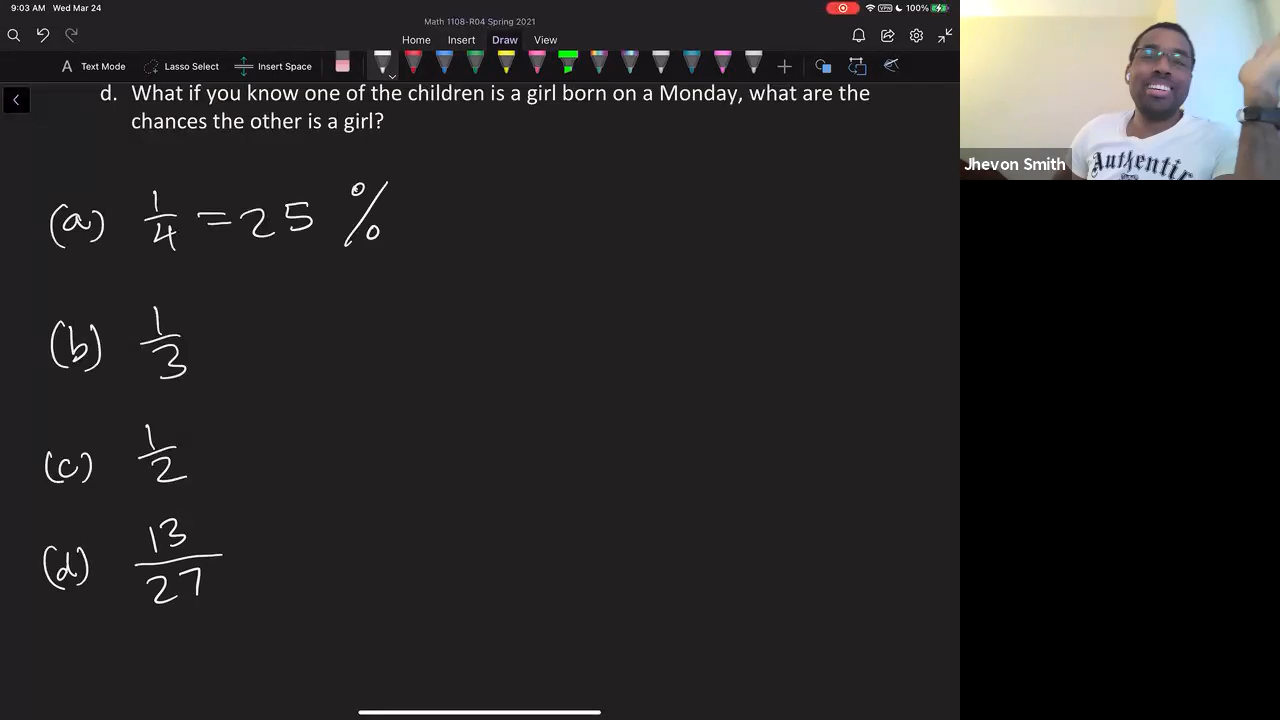 9:03 AM Wed Mar 24
VPN 100%
Math 1108-R04 Spring 2021
Home Insert Draw View
Text Mode Lasso Select Insert Space
d. What if you know one of the children is a girl born on a Monday, what are the
chances the other is a girl?
(a) 1/4 = 25 %
(b) 1/3
(c) 1/2
(d) 13/27
Authentic
Jhevon Smith